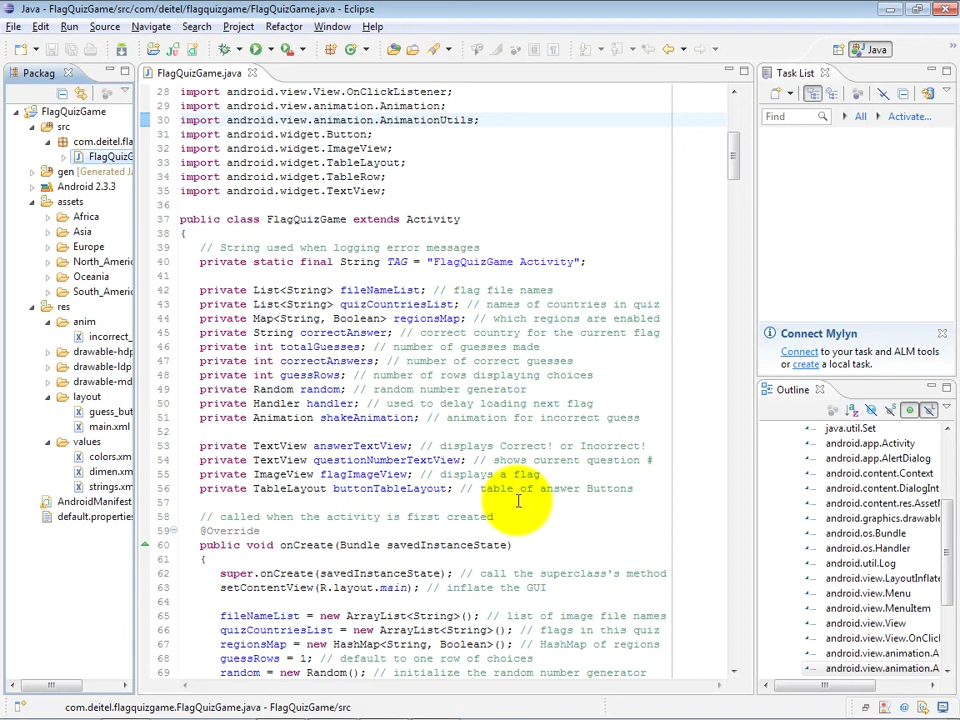 Java - FlagQuizGame/src/com/deitel/flagquizgame/FlagQuizGame.java - Eclipse
File Edit Run Source Navigate Search Project Refactor Window Help
Java
Packag
FlagQuizGame
src
com.deitel.fla
FlagQuizG
gen [Generated Ja
Android 2.3.3
assets
Africa
Asia
Europe
North_Americ
Oceania
South_Americ
res
anim
incorrect_
drawable-hdp
drawable-ldp
drawable-md
layout
guess_but
main.xml
values
colors.xm
dimen.xm
strings.xm
AndroidManifest
default.properties
FlagQuizGame.java
28 import android.view.View.OnClickListener;
29 import android.view.animation.Animation;
30 import android.view.animation.AnimationUtils;
31 import android.widget.Button;
32 import android.widget.ImageView;
33 import android.widget.TableLayout;
34 import android.widget.TableRow;
35 import android.widget.TextView;
36
37 public class FlagQuizGame extends Activity
38 {
39 // String used when logging error messages
40 private static final String TAG = "FlagQuizGame Activity";
41
42 private List<String> fileNameList; // flag file names
43 private List<String> quizCountriesList; // names of countries in quiz
44 private Map<String, Boolean> regionsMap; // which regions are enabled
45 private String correctAnswer; // correct country for the current flag
46 private int totalGuesses; // number of guesses made
47 private int correctAnswers; // number of correct guesses
48 private int guessRows; // number of rows displaying choices
49 private Random random; // random number generator
50 private Handler handler; // used to delay loading next flag
51 private Animation shakeAnimation; // animation for incorrect guess
52
53 private TextView answerTextView; // displays Correct! or Incorrect!
54 private TextView questionNumberTextView; // shows current question #
55 private ImageView flagImageView; // displays a flag
56 private TableLayout buttonTableLayout; // table of answer Buttons
57
58 // called when the activity is first created
59 @Override
60 public void onCreate(Bundle savedInstanceState)
61 {
62 super.onCreate(savedInstanceState); // call the superclass's method
63 setContentView(R.layout.main); // inflate the GUI
64
65 fileNameList = new ArrayList<String>(); // list of image file names
66 quizCountriesList = new ArrayList<String>(); // flags in this quiz
67 regionsMap = new HashMap<String, Boolean>(); // HashMap of regions
68 guessRows = 1; // default to one row of choices
69 random = new Random(); // initialize the random number generator
Task List
Find All Activate...
Connect Mylyn
Connect to your task and ALM tools
or create a local task.
Outline
java.util.Set
android.app.Activity
android.app.AlertDialog
android.content.Context
android.content.DialogInt
android.content.res.Asset
android.graphics.drawable
android.os.Bundle
android.os.Handler
android.util.Log
android.view.LayoutInflate
android.view.Menu
android.view.MenuItem
android.view.View
android.view.View.OnClic
android.view.animation.A
android.view.animation.A
com.deitel.flagquizgame.FlagQuizGame.java - FlagQuizGame/src